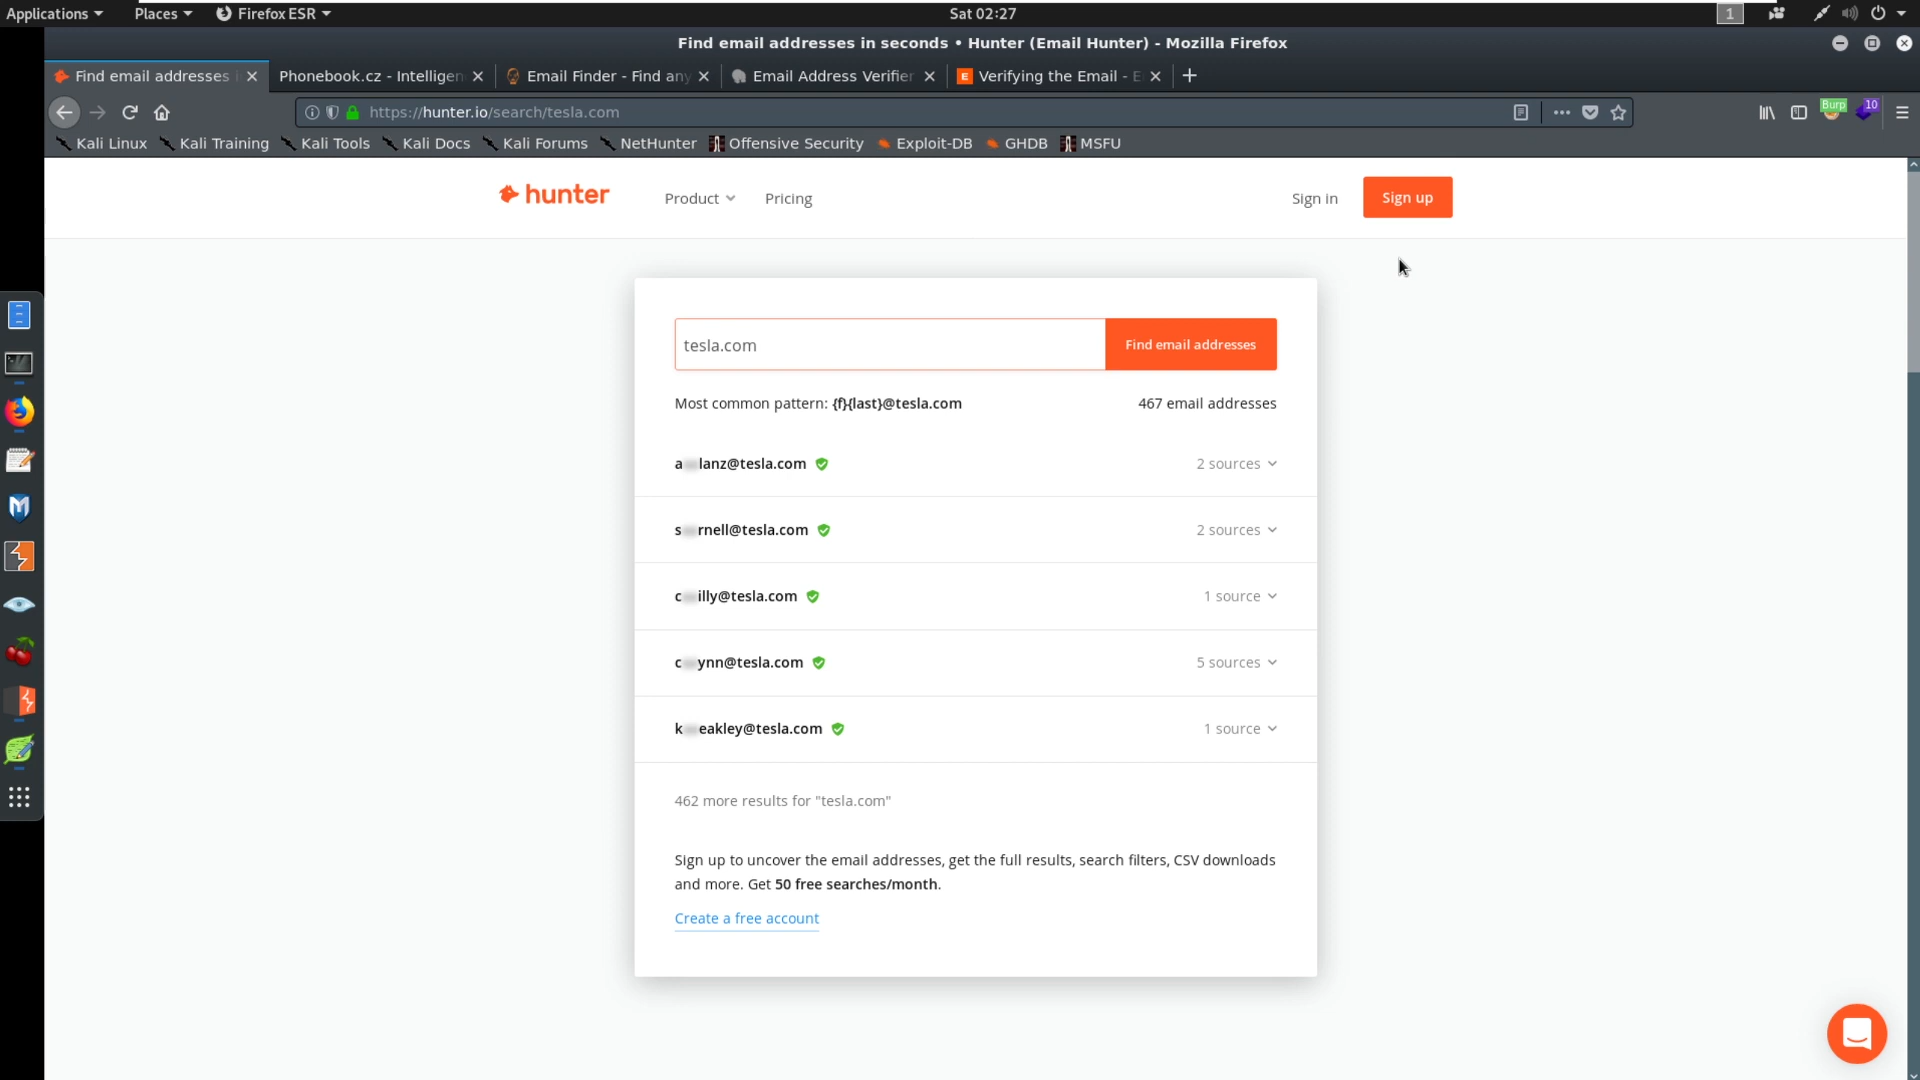 Applications Places Firefox ESR Sat 02:27 1
Find email addresses in seconds • Hunter (Email Hunter) - Mozilla Firefox
Find email addresses Phonebook.cz - Intelligen Email Finder - Find any Email Address Verifier Verifying the Email -
https://hunter.io/search/tesla.com Burp 10
Kali Linux Kali Training Kali Tools Kali Docs Kali Forums NetHunter Offensive Security Exploit-DB GHDB MSFU
hunter Product Pricing Sign in Sign up
tesla.com Find email addresses
Most common pattern: {f}{last}@tesla.com 467 email addresses
a lanz@tesla.com 2 sources
s rnell@tesla.com 2 sources
c illy@tesla.com 1 source
c ynn@tesla.com 5 sources
k eakley@tesla.com 1 source
462 more results for "tesla.com"
Sign up to uncover the email addresses, get the full results, search filters, CSV downloads
and more. Get 50 free searches/month.
Create a free account